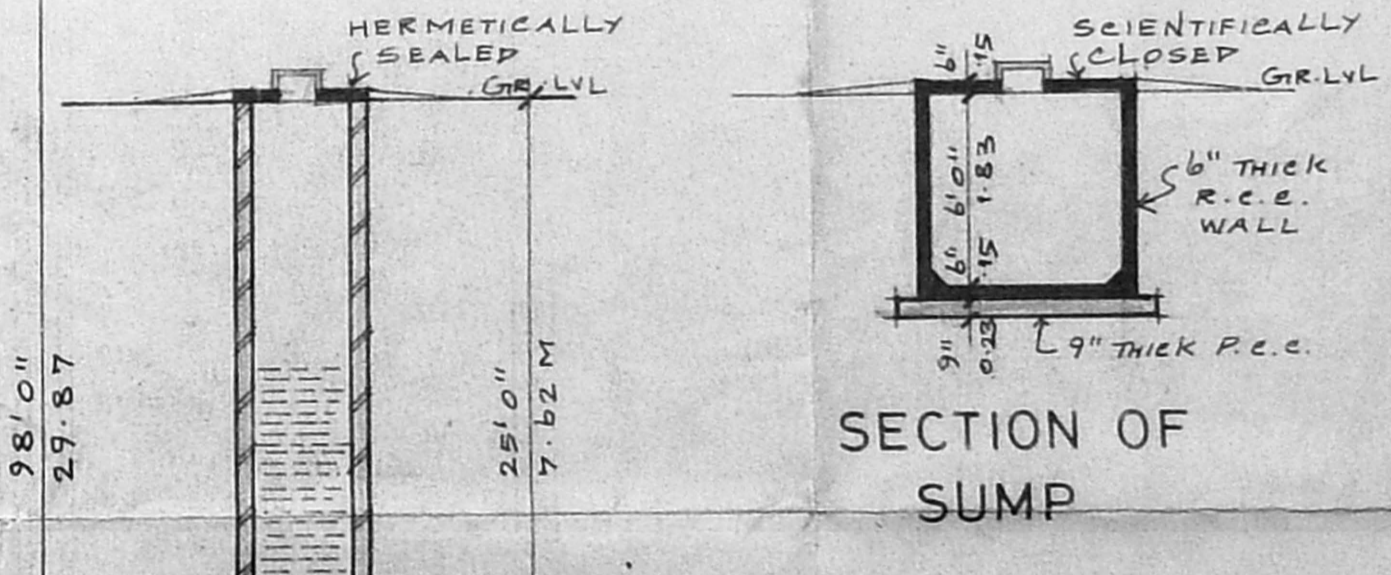 HERMETICALLY
SEALED
GR. LVL
98' 0"
29.87
25' 0"
7.62 M
SCIENTIFICALLY
CLOSED
GR. LVL
6"
.15
6' 0"
1.83
6"
.15
9"
0.23
6" THICK
R.C.C.
WALL
9" THICK P.C.C.
SECTION OF
SUMP